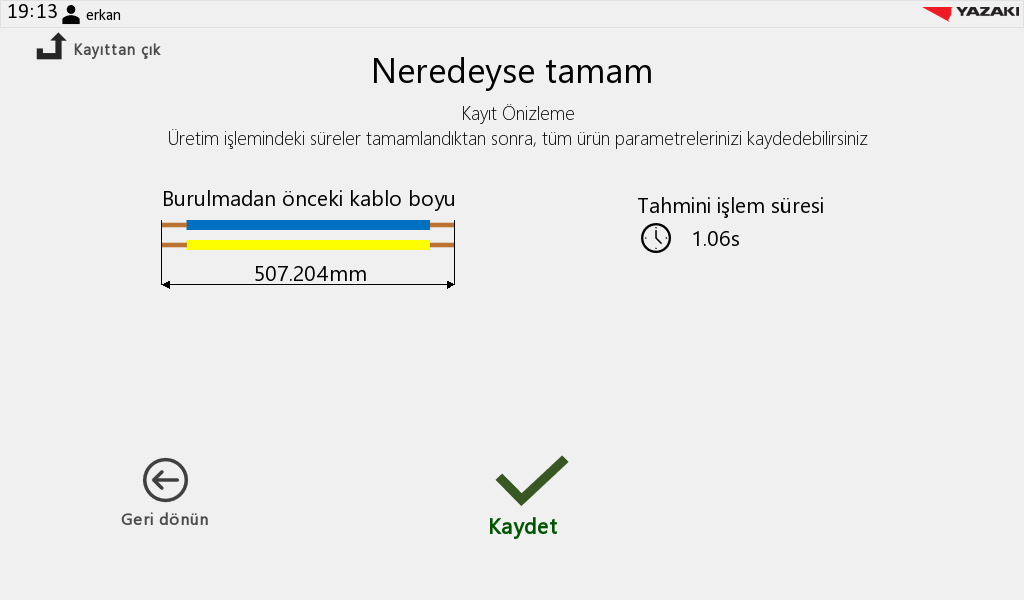 19:13 erkan
YAZAKI
Kayıttan çık
Neredeyse tamam
Kayıt Önizleme
Üretim işlemindeki süreler tamamlandıktan sonra, tüm ürün parametrelerinizi kaydedebilirsiniz
Burulmadan önceki kablo boyu
507.204mm
Tahmini işlem süresi
1.06s
Geri dönün
Kaydet